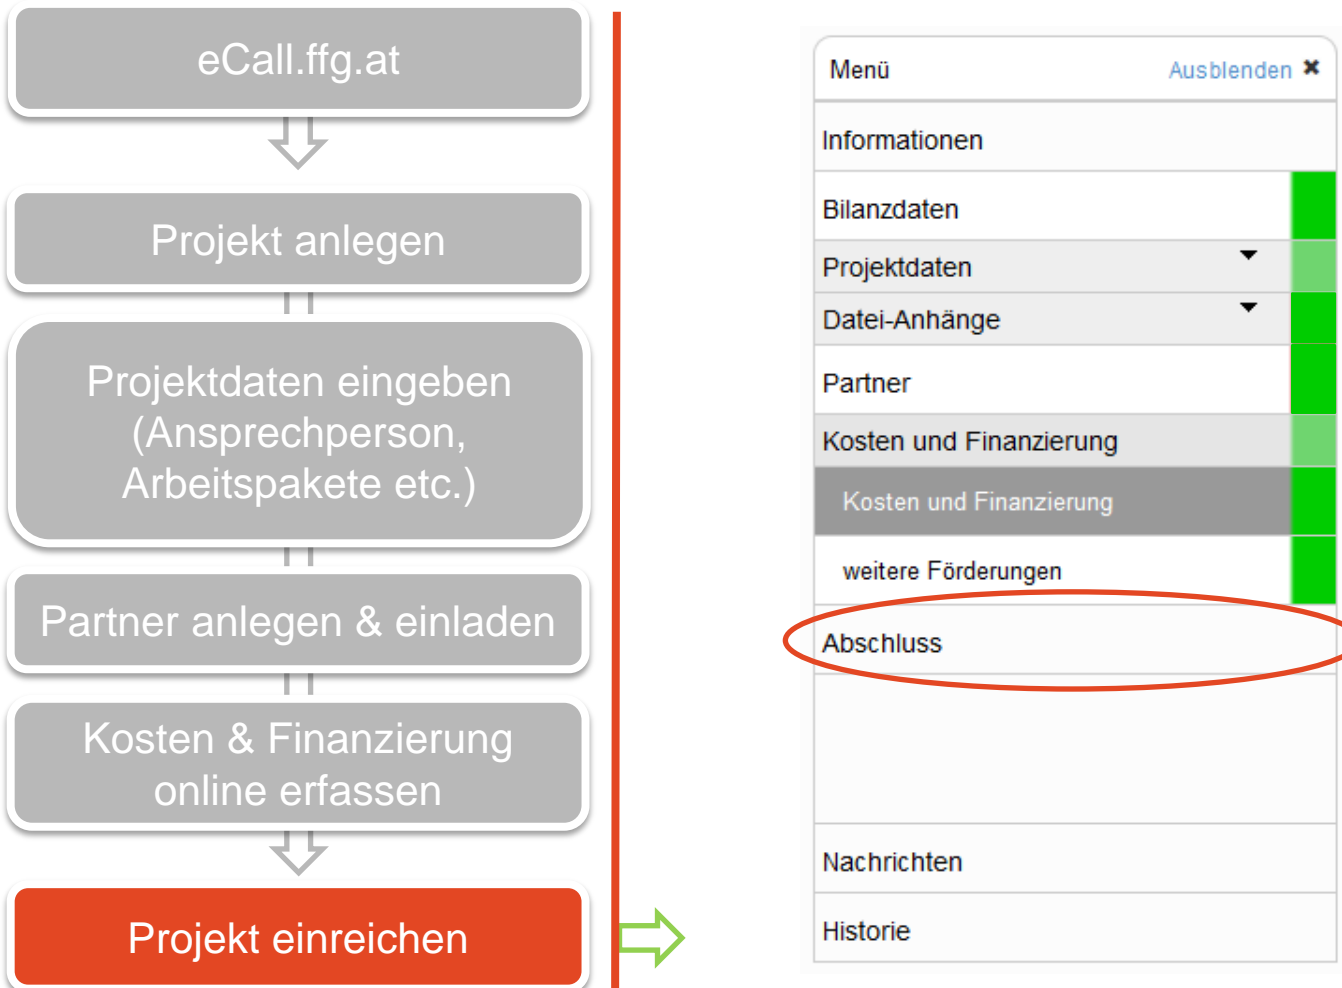 eCall.ffg.at
Projekt anlegen
Projektdaten eingeben
(Ansprechperson,
Arbeitspakete etc.)
Partner anlegen & einladen
Kosten & Finanzierung
online erfassen
Projekt einreichen
Menü Ausblenden ✖
Informationen
Bilanzdaten
Projektdaten
Datei-Anhänge
Partner
Kosten und Finanzierung
Kosten und Finanzierung
weitere Förderungen
Abschluss
Nachrichten
Historie